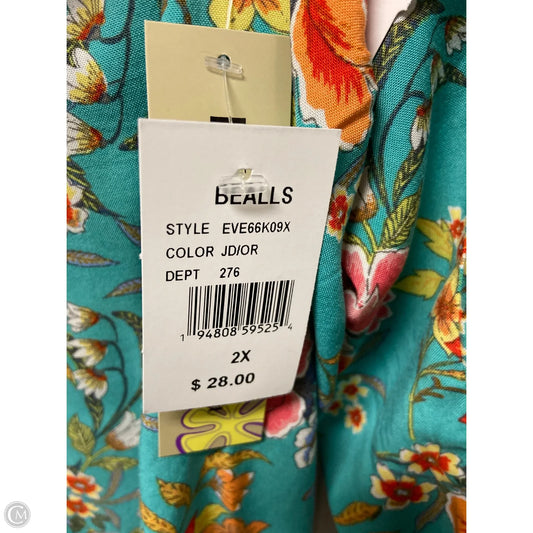 BEALLS
STYLE EVE66K09X
COLOR JD/OR
DEPT 276
1 94808 59525 4
2X
$ 28.00